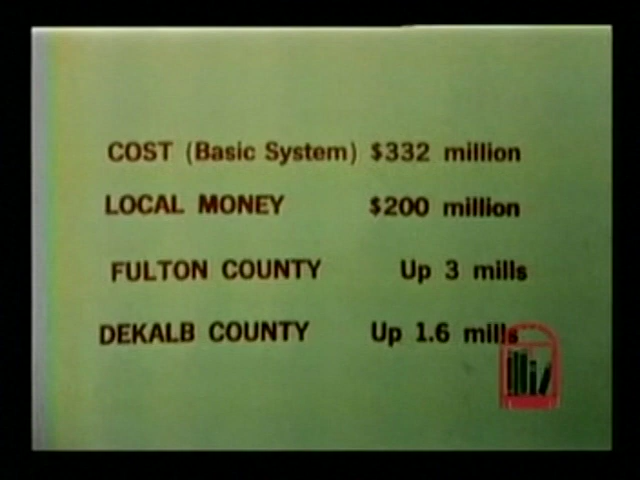 COST (Basic System) $332 million
LOCAL MONEY $200 million
FULTON COUNTY Up 3 mills
DEKALB COUNTY Up 1.6 mills